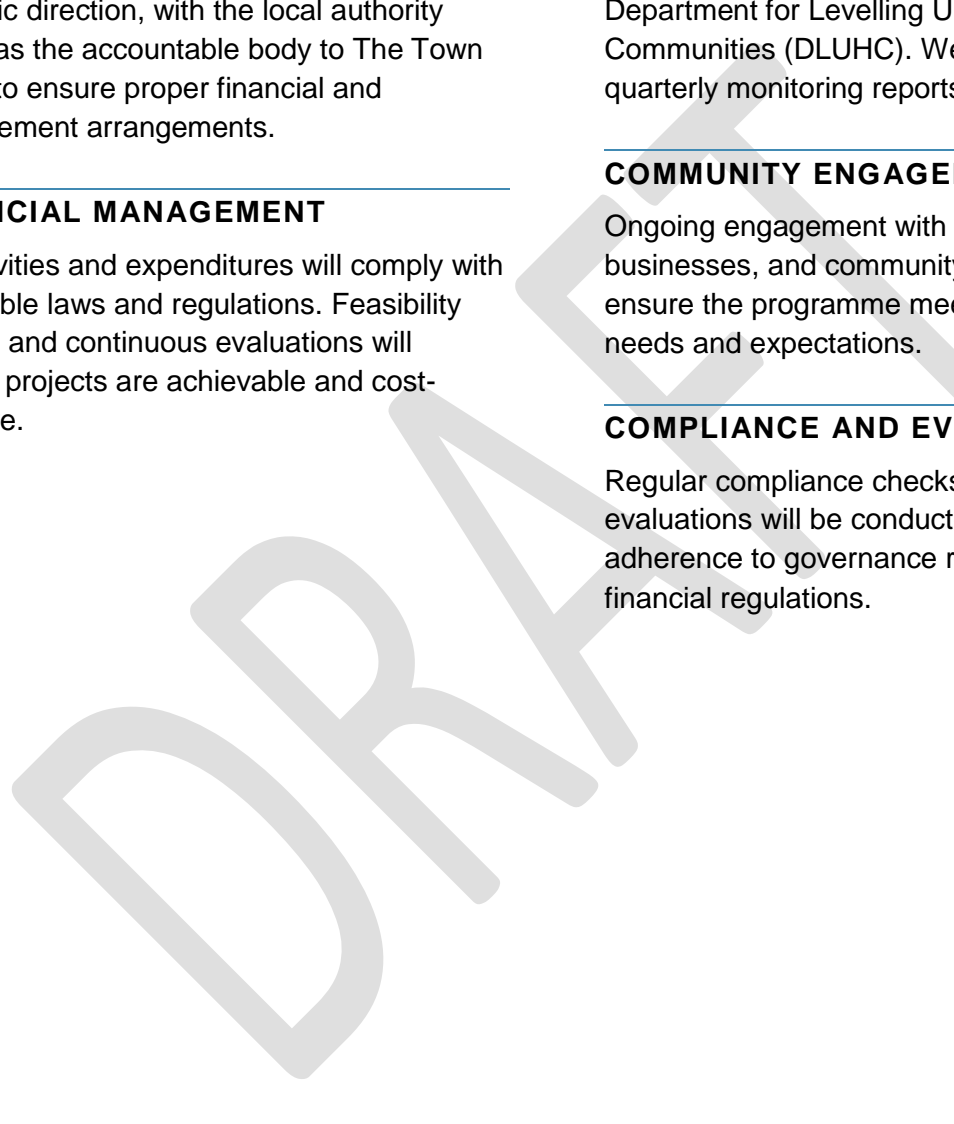 ic direction, with the local authority
as the accountable body to The Town
to ensure proper financial and
ement arrangements.
NCIAL MANAGEMENT
vities and expenditures will comply with
ble laws and regulations. Feasibility
and continuous evaluations will
projects are achievable and cost-
e.
Department for Levelling U
Communities (DLUHC). We
quarterly monitoring reports
COMMUNITY ENGAGE
Ongoing engagement with
businesses, and community
ensure the programme mee
needs and expectations.
COMPLIANCE AND EV
Regular compliance checks
evaluations will be conduct
adherence to governance r
financial regulations.
DRAFT